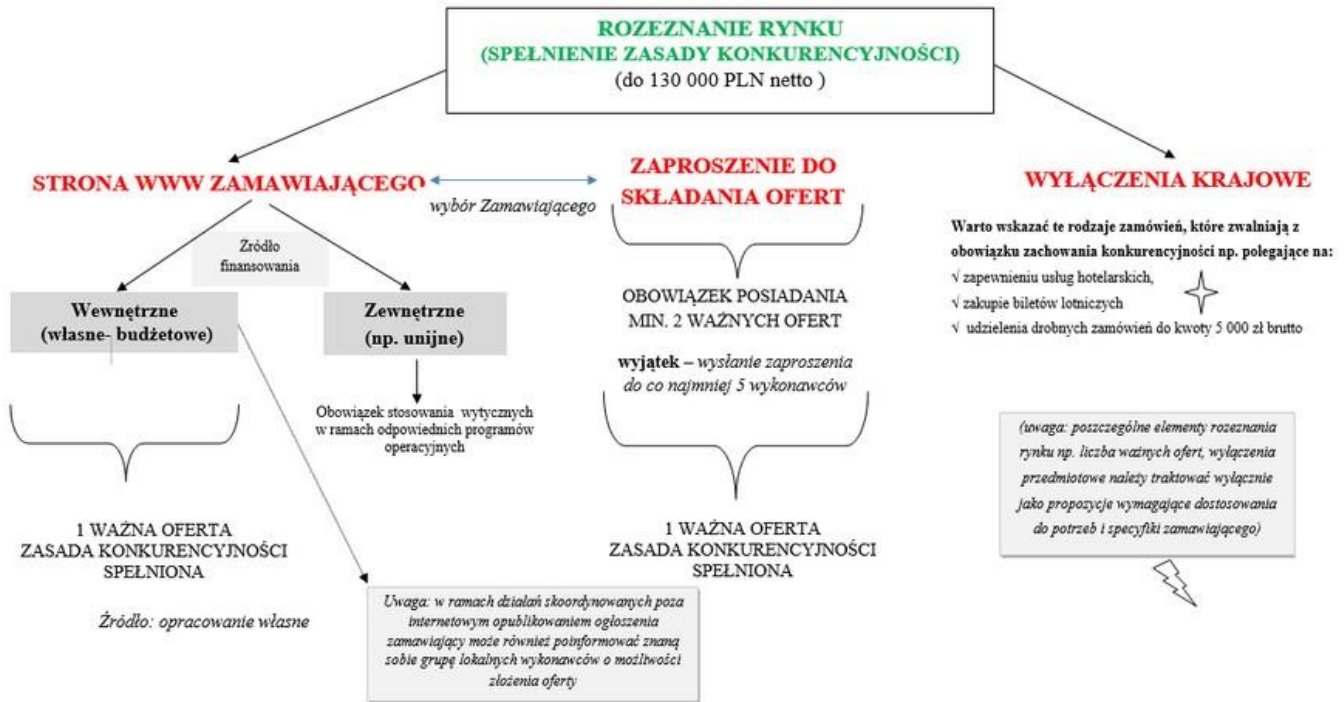 ROZEZNANIE RYNKU
(SPEŁNIENIE ZASADY KONKURENCYJNOŚCI)
(do 130 000 PLN netto )
STRONA WWW ZAMAWIAJĄCEGO
wybór Zamawiającego
ZAPROSZENIE DO
SKŁADANIA OFERT
WYŁĄCZENIA KRAJOWE
Źródło
finansowania
Wewnętrzne
(własne- budżetowe)
Zewnętrzne
(np. unijne)
Obowiązek stosowania wytycznych
w ramach odpowiednich programów
operacyjnych
1 WAŻNA OFERTA
ZASADA KONKURENCYJNOŚCI
SPEŁNIONA
OBOWIĄZEK POSIADANIA
MIN. 2 WAŻNYCH OFERT
wyjątek – wysłanie zaproszenia
do co najmniej 5 wykonawców
1 WAŻNA OFERTA
ZASADA KONKURENCYJNOŚCI
SPEŁNIONA
Warto wskazać te rodzaje zamówień, które zwalniają z
obowiązku zachowania konkurencyjności np. polegające na:
√ zapewnieniu usług hotelarskich,
√ zakupie biletów lotniczych
√ udzielenia drobnych zamówień do kwoty 5 000 zł brutto
(uwaga: poszczególne elementy rozeznania
rynku np. liczba ważnych ofert, wyłączenia
przedmiotowe należy traktować wyłącznie
jako propozycje wymagające dostosowania
do potrzeb i specyfiki zamawiającego)
Uwaga: w ramach działań skoordynowanych poza
internetowym opublikowaniem ogłoszenia
zamawiający może również poinformować znaną
sobie grupę lokalnych wykonawców o możliwości
złożenia oferty
Źródło: opracowanie własne